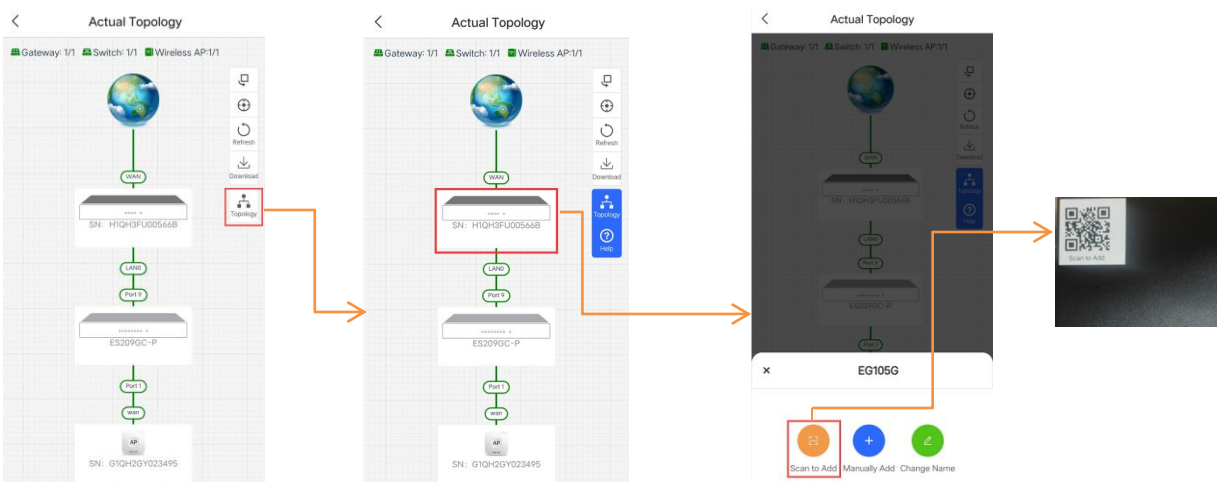 Actual Topology
Gateway: 1/1 Switch: 1/1 Wireless AP:1/1
Refresh
Download
WAN
Topology
SN: H1QH3FU00566B
LAN0
Port 9
ES209GC-P
Port 1
wan
AP
SN: G1QH2GY023495
Actual Topology
Gateway: 1/1 Switch: 1/1 Wireless AP:1/1
Refresh
Download
WAN
Topology
SN: H1QH3FU00566B
Help
LAN0
Port 9
ES209GC-P
Port 1
wan
AP
SN: G1QH2GY023495
Actual Topology
Gateway: 1/1 Switch: 1/1 Wireless AP:1/1
Refresh
Download
WAN
Topology
SN: H1QH3FU00566B
Help
LAN0
Port 9
ES209GC-P
Port 1
EG105G
Scan to Add Manually Add Change Name
Scan to Add